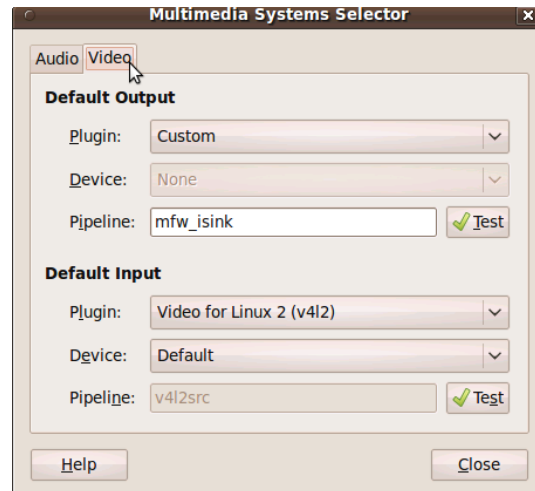 Multimedia Systems Selector
Audio Video
Default Output
Plugin: Custom
Device: None
Pipeline: mfw_isink Test
Default Input
Plugin: Video for Linux 2 (v4l2)
Device: Default
Pipeline: v4l2src Test
Help Close